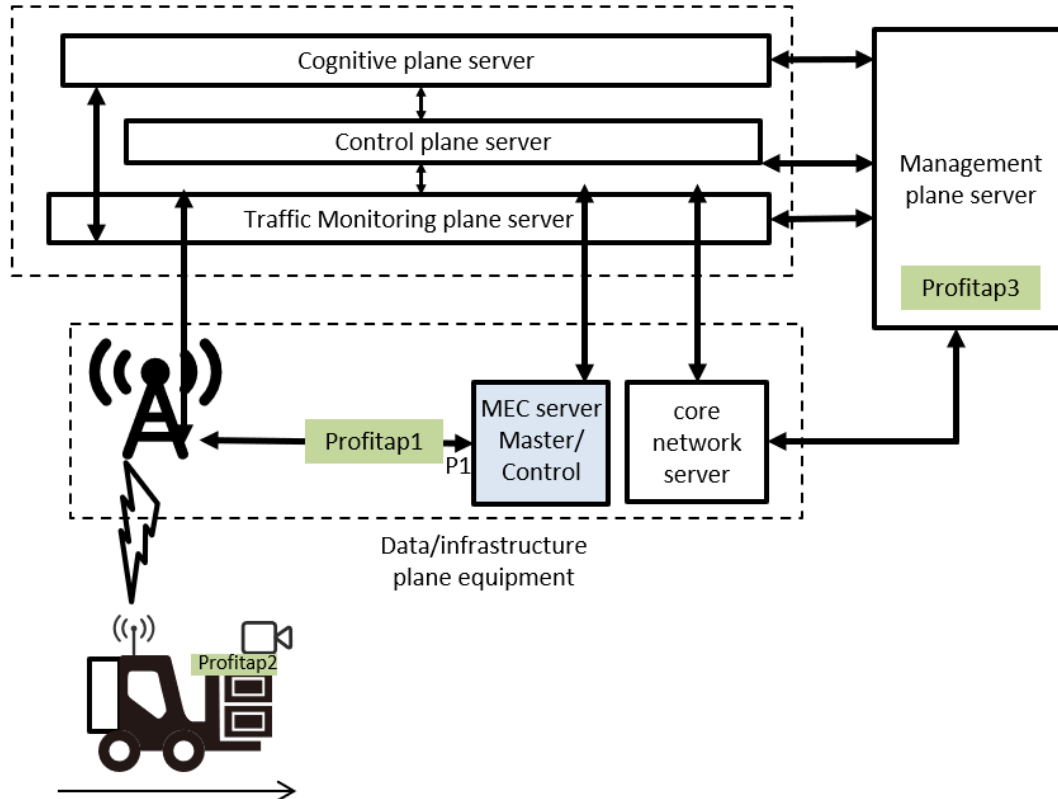 Cognitive plane server
Control plane server
Traffic Monitoring plane server
Management
plane server
Profitap3
Profitap1
P1
MEC server
Master/
Control
core
network
server
Data/infrastructure
plane equipment
Profitap2